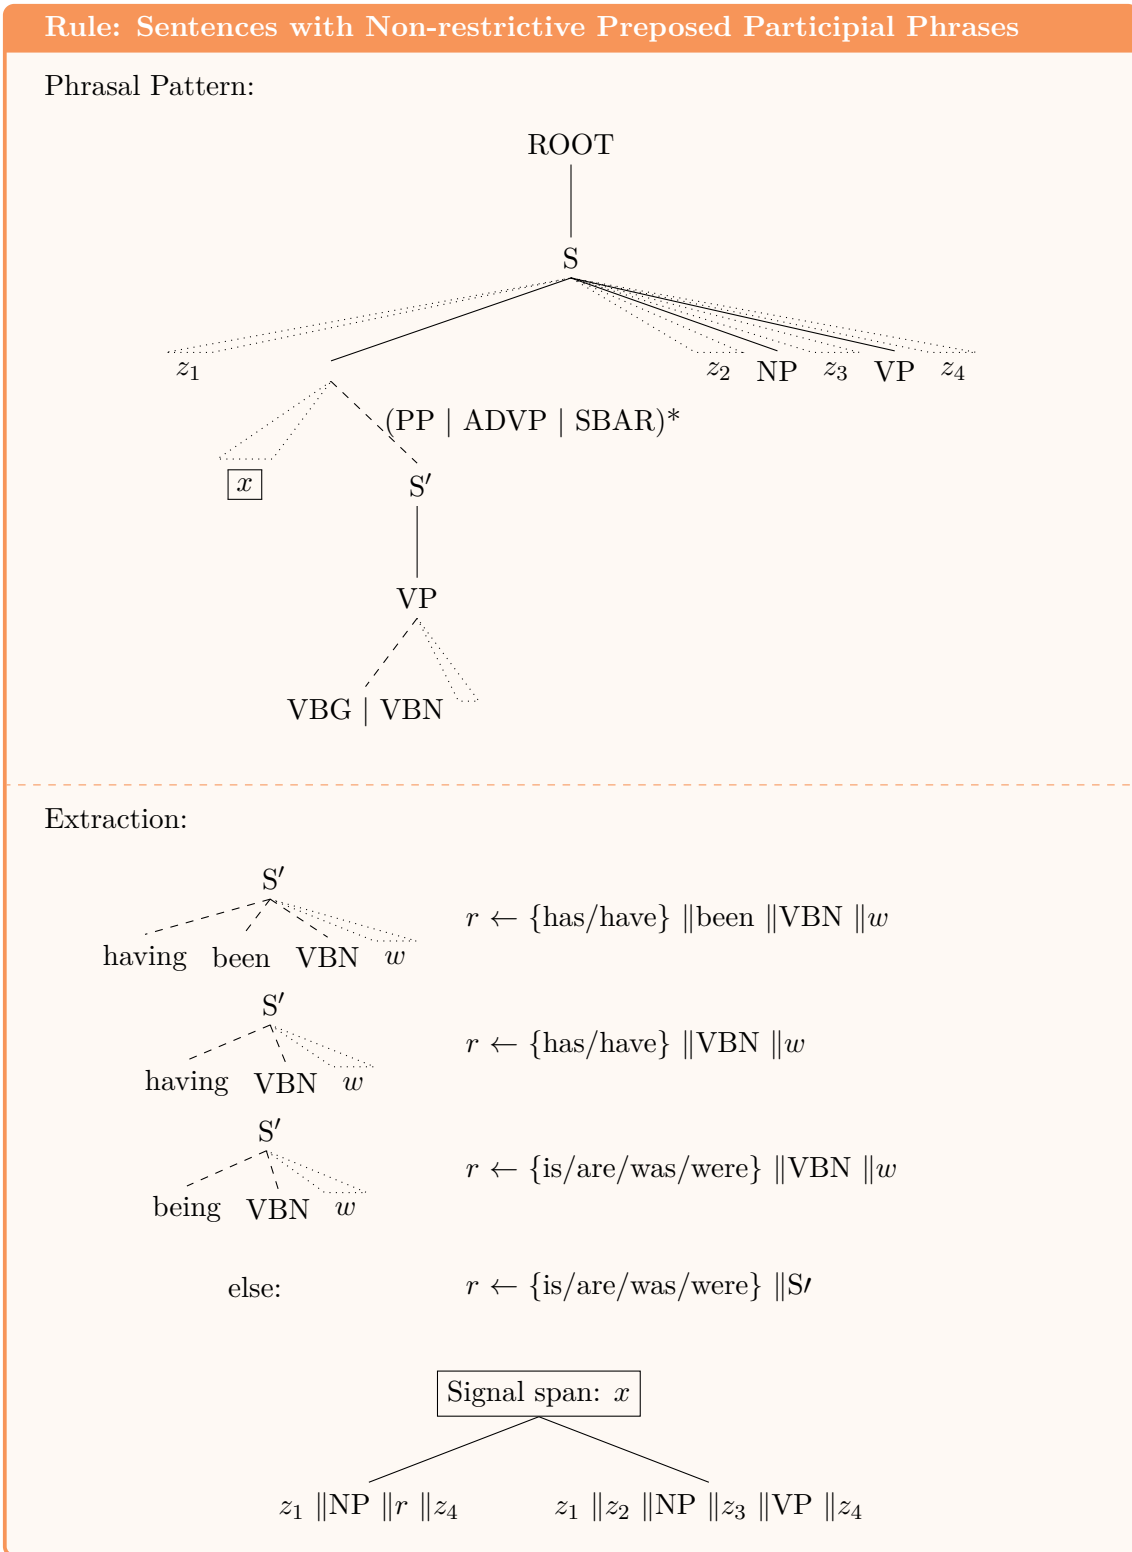 Rule: Sentences with Non-restrictive Preposed Participial Phrases
Phrasal Pattern:
ROOT
S
z₁ z₂ NP z₃ VP z₄
(PP | ADVP | SBAR)*
x S′
VP
VBG | VBN
Extraction:
S′
having been VBN w r ← {has/have} ∥been ∥VBN ∥w
S′
having VBN w r ← {has/have} ∥VBN ∥w
S′
being VBN w r ← {is/are/was/were} ∥VBN ∥w
else: r ← {is/are/was/were} ∥S′
Signal span: x
z₁ ∥NP ∥r ∥z₄ z₁ ∥z₂ ∥NP ∥z₃ ∥VP ∥z₄